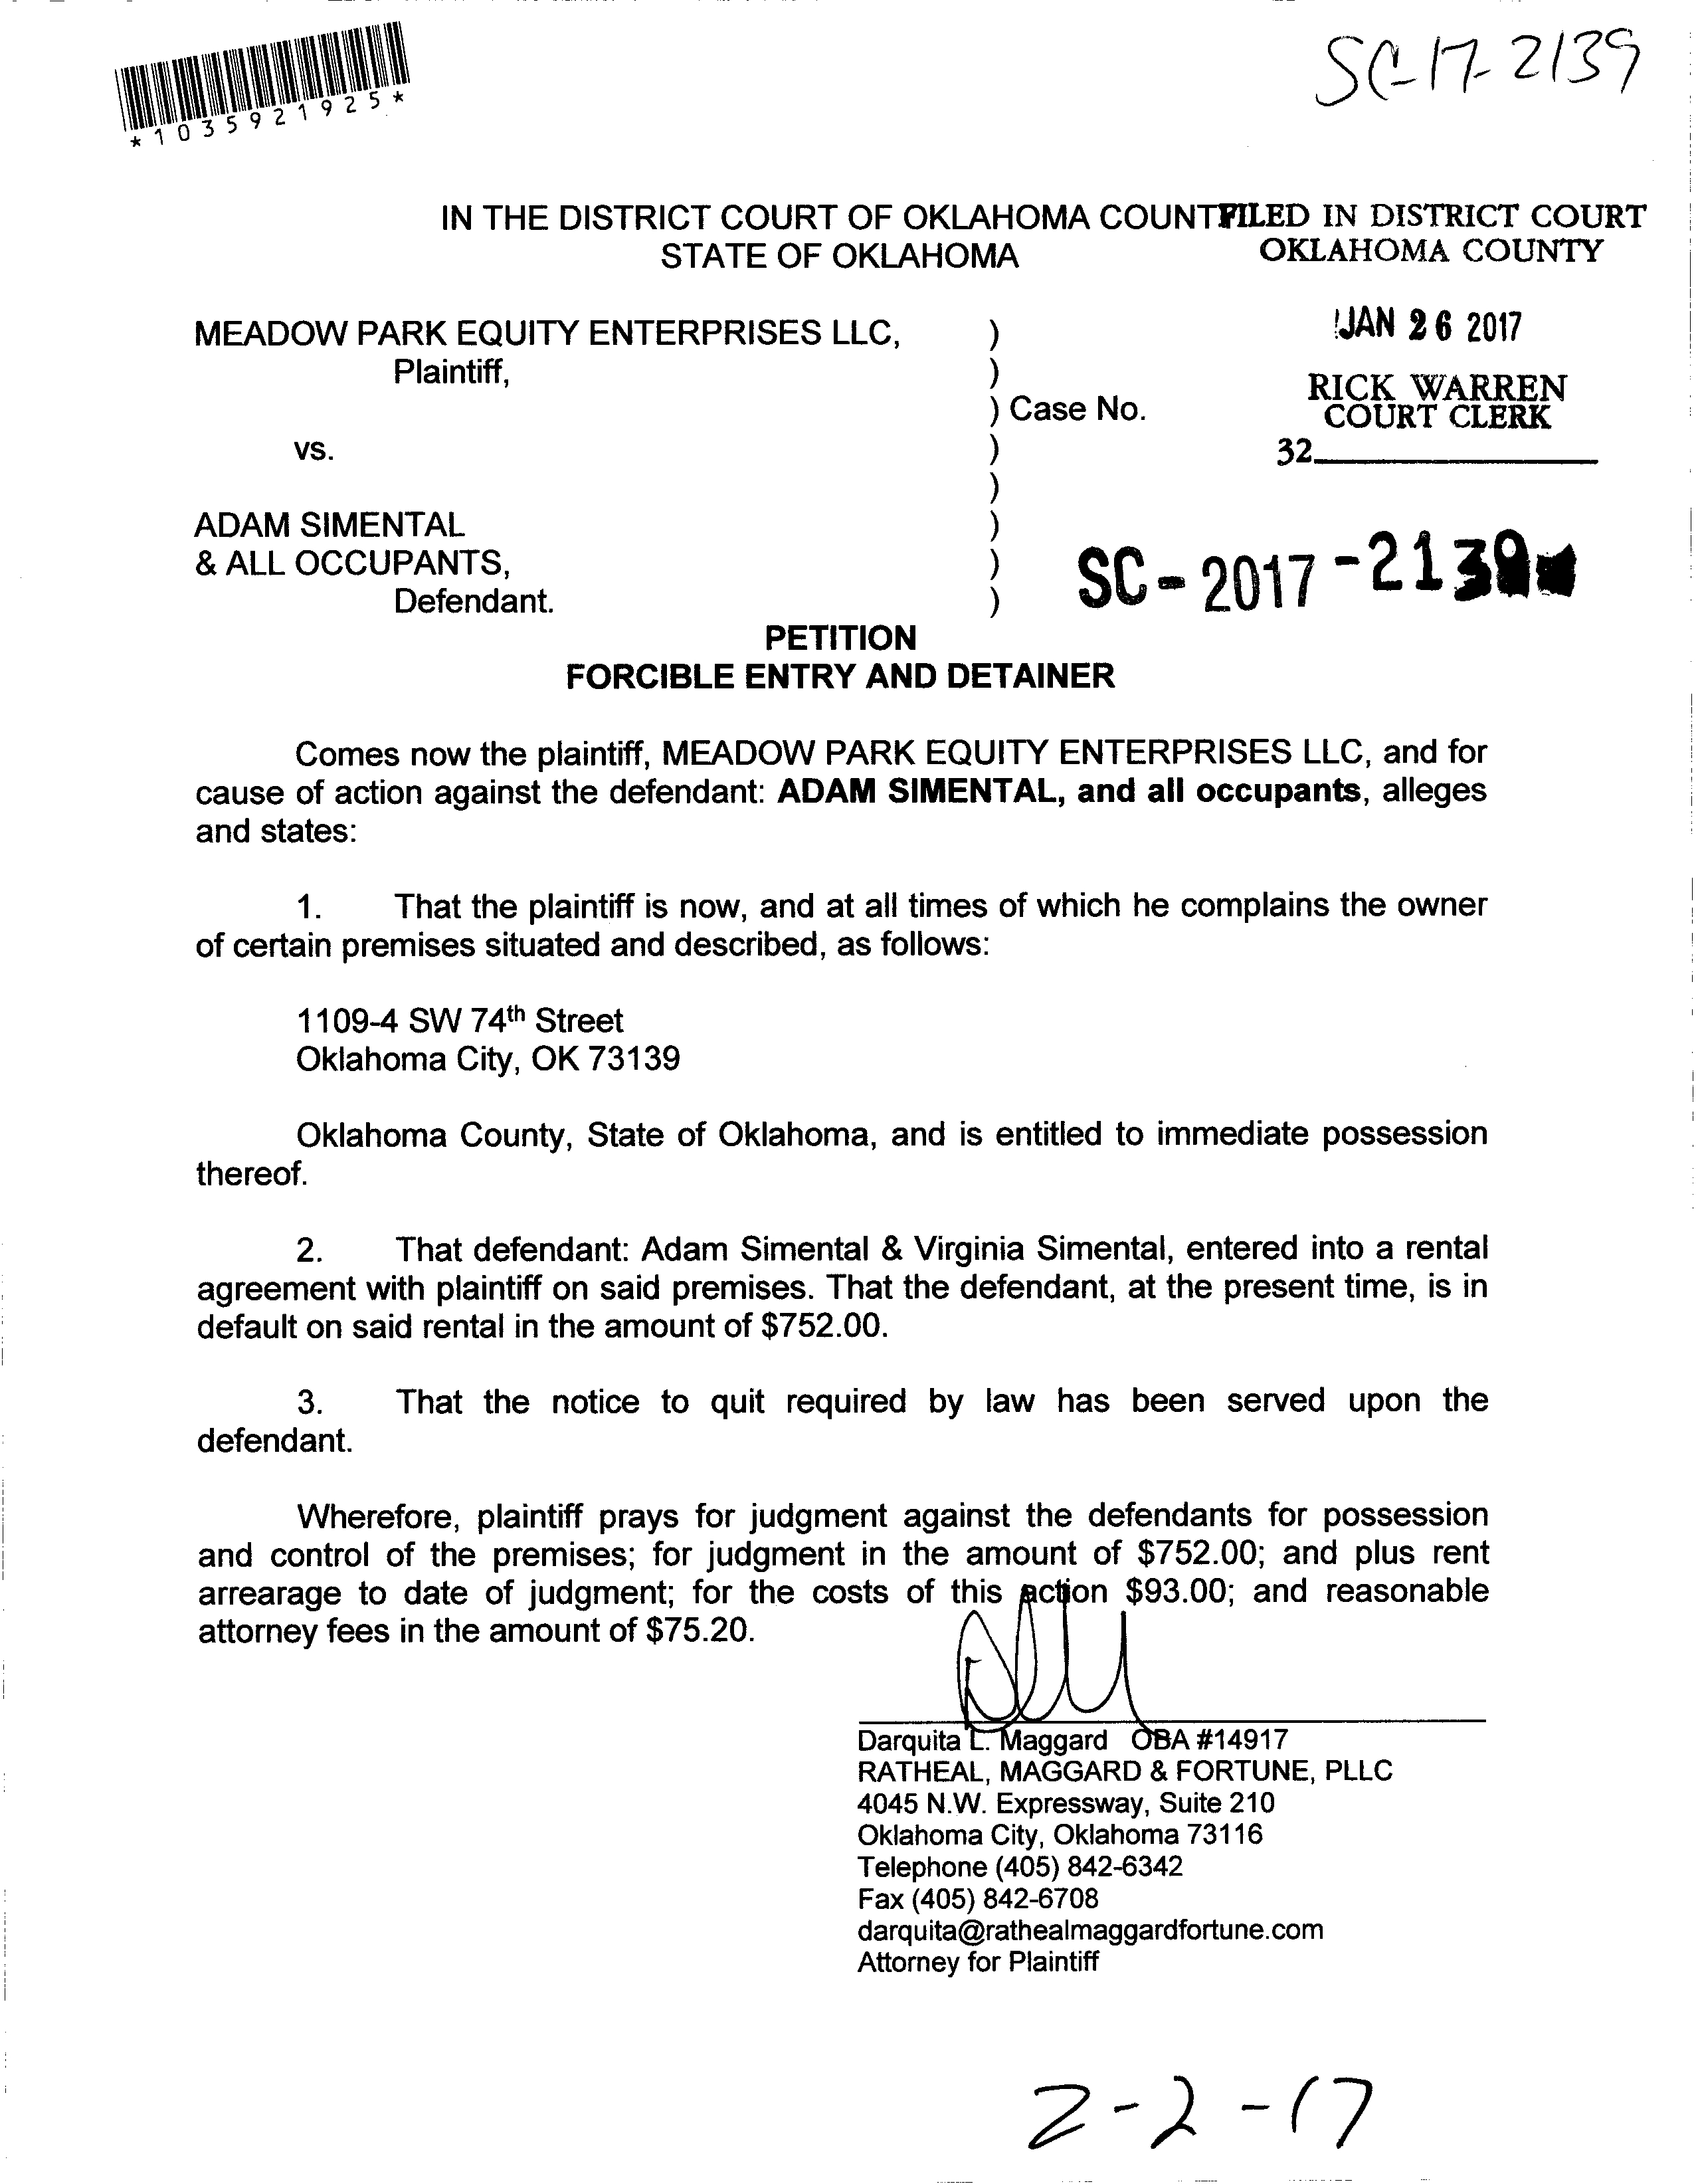 SC-17-2139
*1035921925*
IN THE DISTRICT COURT OF OKLAHOMA COUNT
STATE OF OKLAHOMA
FILED IN DISTRICT COURT
OKLAHOMA COUNTY
JAN 26 2017
RICK WARREN
COURT CLERK
32
MEADOW PARK EQUITY ENTERPRISES LLC, )
Plaintiff, )
) Case No.
vs. )
)
ADAM SIMENTAL )
& ALL OCCUPANTS, )
Defendant. )
SC-2017-2139
PETITION
FORCIBLE ENTRY AND DETAINER
Comes now the plaintiff, MEADOW PARK EQUITY ENTERPRISES LLC, and for
cause of action against the defendant: ADAM SIMENTAL, and all occupants, alleges
and states:
1. That the plaintiff is now, and at all times of which he complains the owner
of certain premises situated and described, as follows:
1109-4 SW 74th Street
Oklahoma City, OK 73139
Oklahoma County, State of Oklahoma, and is entitled to immediate possession
thereof.
2. That defendant: Adam Simental & Virginia Simental, entered into a rental
agreement with plaintiff on said premises. That the defendant, at the present time, is in
default on said rental in the amount of $752.00.
3. That the notice to quit required by law has been served upon the
defendant.
Wherefore, plaintiff prays for judgment against the defendants for possession
and control of the premises; for judgment in the amount of $752.00; and plus rent
arrearage to date of judgment; for the costs of this action $93.00; and reasonable
attorney fees in the amount of $75.20.
Darquita L. Maggard OBA #14917
RATHEAL, MAGGARD & FORTUNE, PLLC
4045 N.W. Expressway, Suite 210
Oklahoma City, Oklahoma 73116
Telephone (405) 842-6342
Fax (405) 842-6708
darquita@rathealmaggardfortune.com
Attorney for Plaintiff
2-2-17